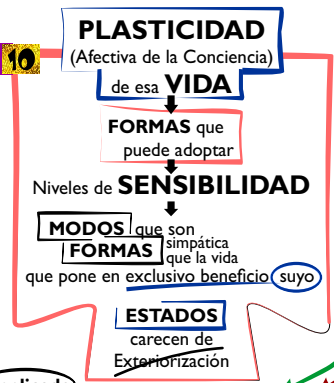 PLASTICIDAD
10
(Afectiva de la Conciencia)
de esa VIDA
FORMAS que
puede adoptar
Niveles de SENSIBILIDAD
MODOS que son
FORMAS simpática
que la vida
que pone en exclusivo beneficio suyo
ESTADOS
carecen de
Exteriorización